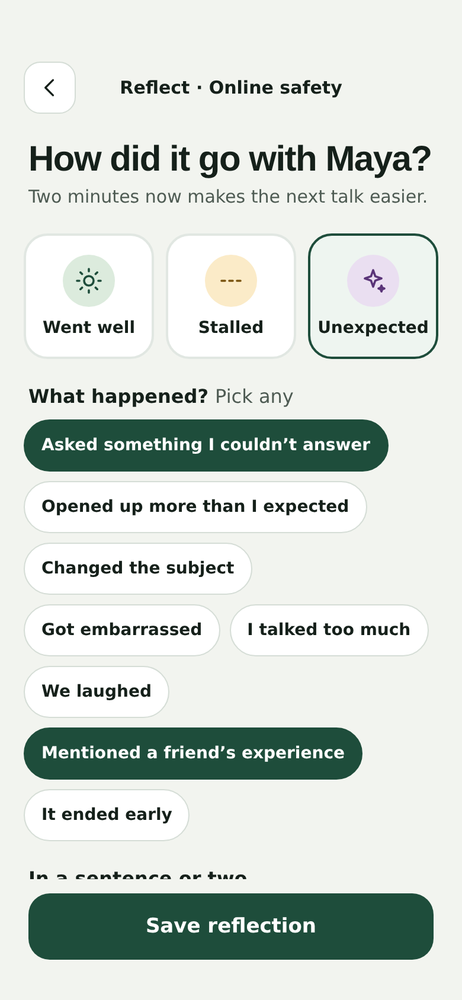 Reflect · Online safety
How did it go with Maya?
Two minutes now makes the next talk easier.
Went well
Stalled
Unexpected
What happened? Pick any
Asked something I couldn’t answer
Opened up more than I expected
Changed the subject
Got embarrassed
I talked too much
We laughed
Mentioned a friend’s experience
It ended early
In a sentence or two
Save reflection